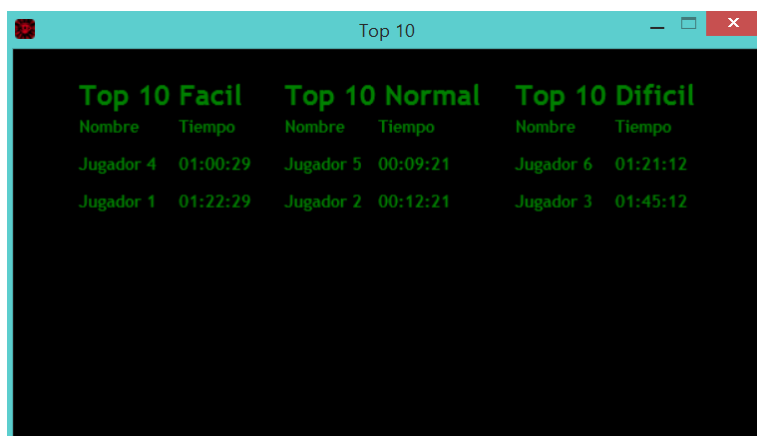 Top 10
Top 10 Facil Top 10 Normal Top 10 Dificil
Nombre Tiempo Nombre Tiempo Nombre Tiempo
Jugador 4 01:00:29 Jugador 5 00:09:21 Jugador 6 01:21:12
Jugador 1 01:22:29 Jugador 2 00:12:21 Jugador 3 01:45:12